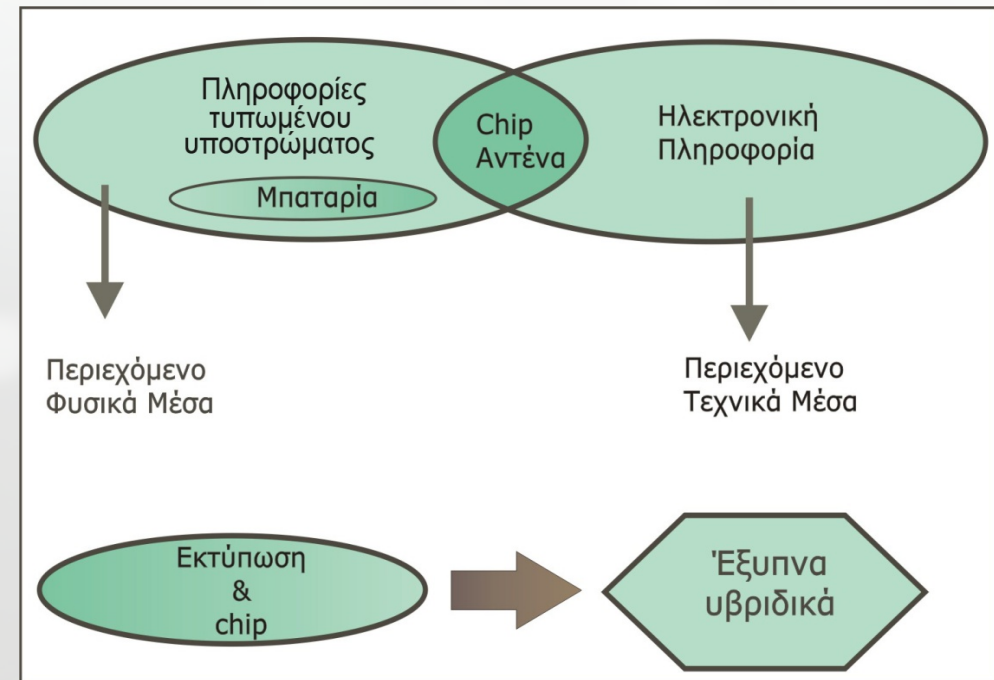 Πληροφορίες
τυπωμένου
υποστρώματος
Μπαταρία
Chip
Αντένα
Ηλεκτρονική
Πληροφορία
Περιεχόμενο
Φυσικά Μέσα
Περιεχόμενο
Τεχνικά Μέσα
Εκτύπωση
&
chip
Έξυπνα
υβριδικά